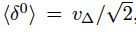 ⟨δ⁰⟩ = v_Δ/√2,